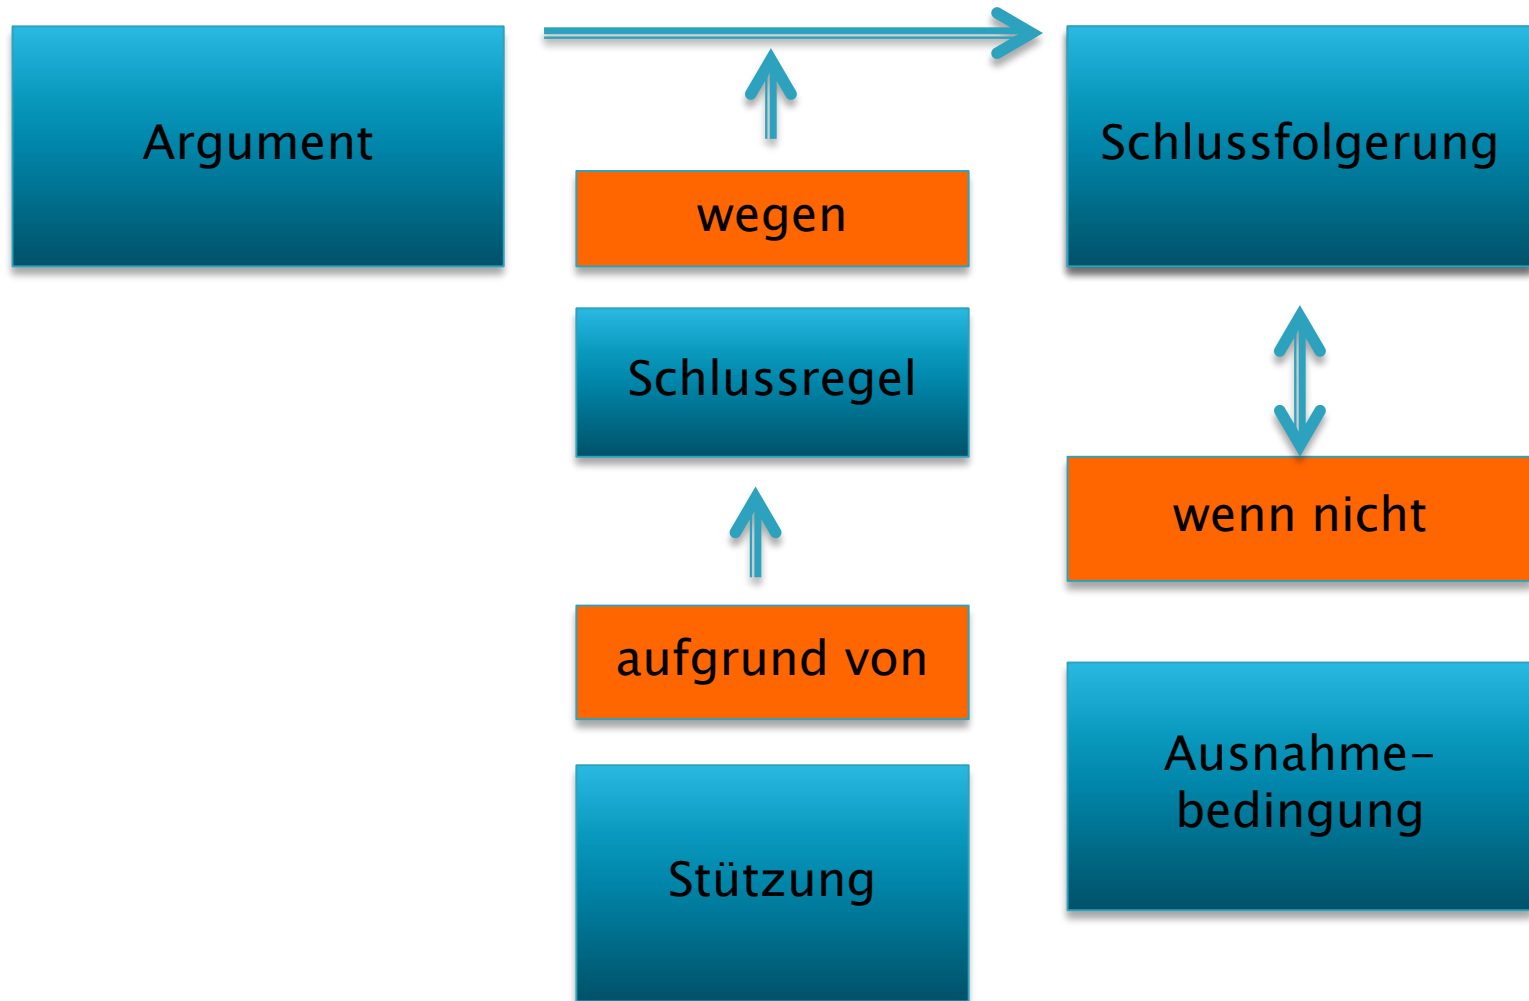 Argument
wegen
Schlussregel
aufgrund von
Stützung
Schlussfolgerung
wenn nicht
Ausnahme-
bedingung